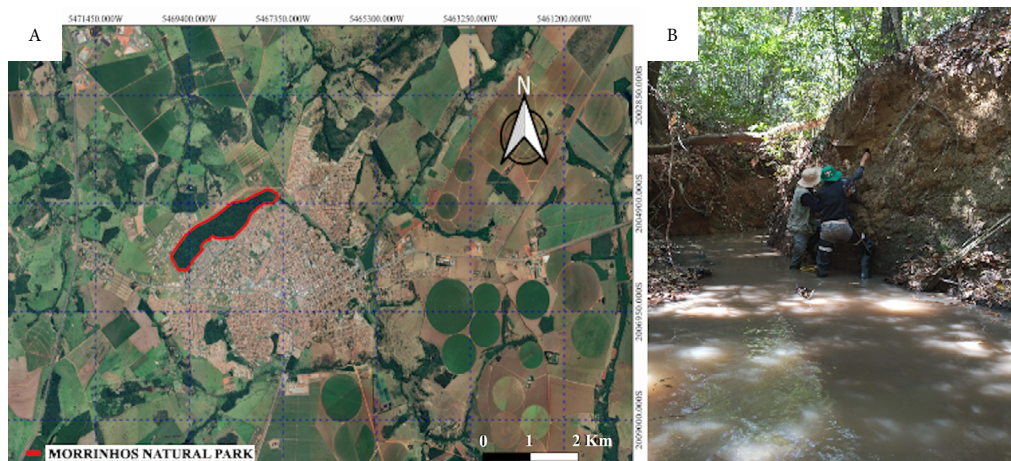 A
5471450.000W 5469400.000W 5467350.000W 5465300.000W 5463250.000W 5461200.000W
B
N
2002850.000S
2004900.000S
2006950.000S
2009000.000S
0 1 2 Km
MORRINHOS NATURAL PARK